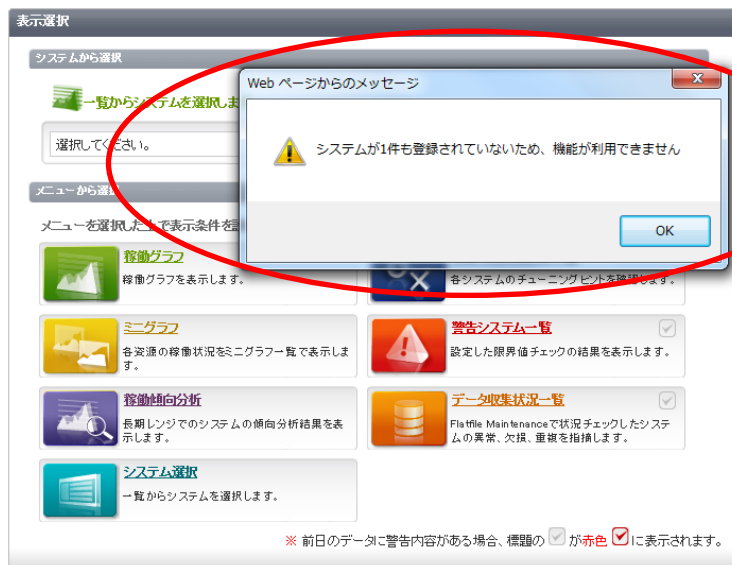 表示選択
システムから選択
一覧からシステムを選択しま
選択してください。
Web ページからのメッセージ
システムが1件も登録されていないため、機能が利用できません
OK
メニューから選
メニューを選択した上で表示条件を
稼働グラフ
稼働グラフを表示します。
各システムのチューニングヒントを確認します。
ミニグラフ
各資源の稼働状況をミニグラフ一覧で表示しま
す。
警告システム一覧
設定した限界値チェックの結果を表示します。
稼働傾向分析
長期レンジでのシステムの傾向分析結果を表
示します。
データ収集状況一覧
Flatfile Maintenanceで状況チェックしたシステ
ムの異常、欠損、重複を指摘します。
システム選択
一覧からシステムを選択します。
※ 前日のデータに警告内容がある場合、標題の が赤色 に表示されます。